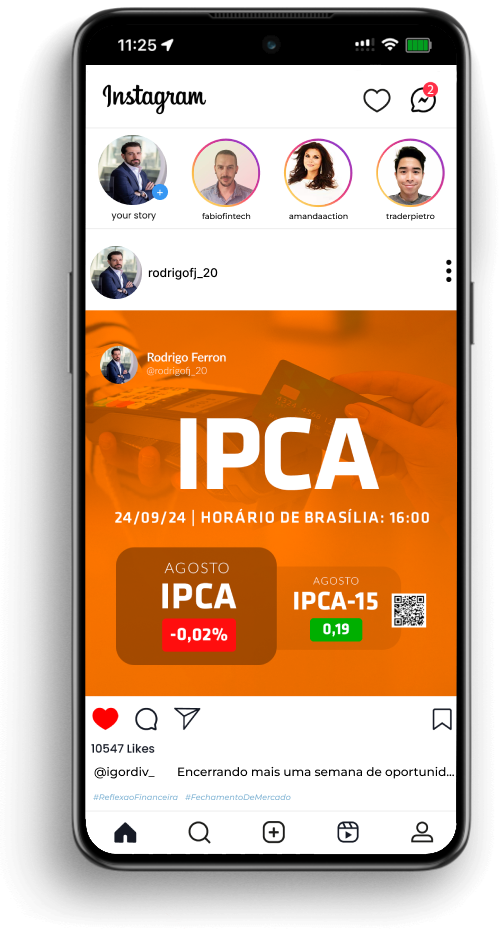 11:25
Instagram
2
your story
fabiofintech
amandaaction
traderpietro
rodrigofj_20
Rodrigo Ferron
@rodrigofj_20
IPCA
24/09/24 | HORÁRIO DE BRASÍLIA: 16:00
AGOSTO
IPCA
-0,02%
AGOSTO
IPCA-15
0,19
10547 Likes
@igordiv_ Encerrando mais uma semana de oportunid...
#ReflexaoFinanceira #FechamentoDeMercado